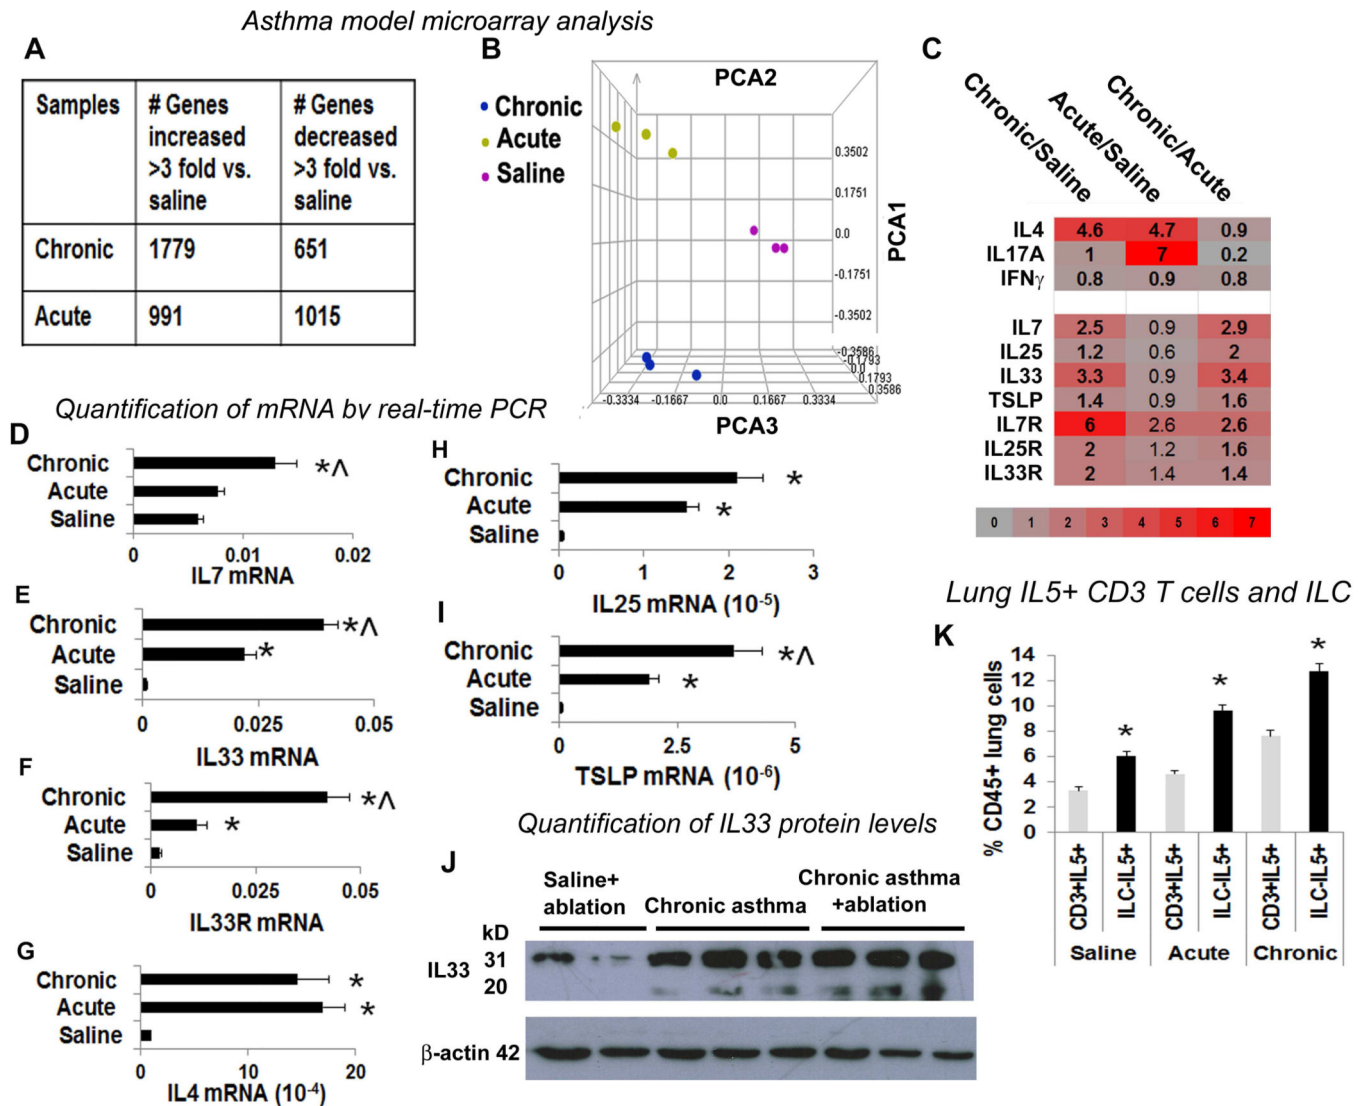 Asthma model microarray analysis
A
Samples
# Genes increased >3 fold vs. saline
# Genes decreased >3 fold vs. saline
Chronic 1779 651
Acute 991 1015
B
Chronic
Acute
Saline
PCA2
PCA1
0.3502
0.1751
0.0
-0.1751
-0.3502
-0.3586
-0.1793
0.0
0.1793
0.3586
-0.3334 -0.1667 0.0 0.1667 0.3334
PCA3
C
Chronic/Saline
Acute/Saline
Chronic/Acute
IL4 4.6 4.7 0.9
IL17A 1 7 0.2
IFNγ 0.8 0.9 0.8
IL7 2.5 0.9 2.9
IL25 1.2 0.6 2
IL33 3.3 0.9 3.4
TSLP 1.4 0.9 1.6
IL7R 6 2.6 2.6
IL25R 2 1.2 1.6
IL33R 2 1.4 1.4
0 1 2 3 4 5 6 7
Quantification of mRNA by real-time PCR
D
Chronic *^
Acute
Saline
0 0.01 0.02
IL7 mRNA
E
Chronic *^
Acute *
Saline
0 0.025 0.05
IL33 mRNA
F
Chronic *^
Acute *
Saline
0 0.025 0.05
IL33R mRNA
G
Chronic *
Acute *
Saline
0 10 20
IL4 mRNA (10-4)
H
Chronic *
Acute *
Saline
0 1 2 3
IL25 mRNA (10-5)
I
Chronic *^
Acute *
Saline
0 2.5 5
TSLP mRNA (10-6)
Quantification of IL33 protein levels
J
Saline+ ablation
Chronic asthma
Chronic asthma +ablation
kD
IL33 31
20
β-actin 42
Lung IL5+ CD3 T cells and ILC
K
% CD45+ lung cells
14
12
10
8
6
4
2
0
* * *
CD3+IL5+ ILC-IL5+ CD3+IL5+ ILC-IL5+ CD3+IL5+ ILC-IL5+
Saline Acute Chronic